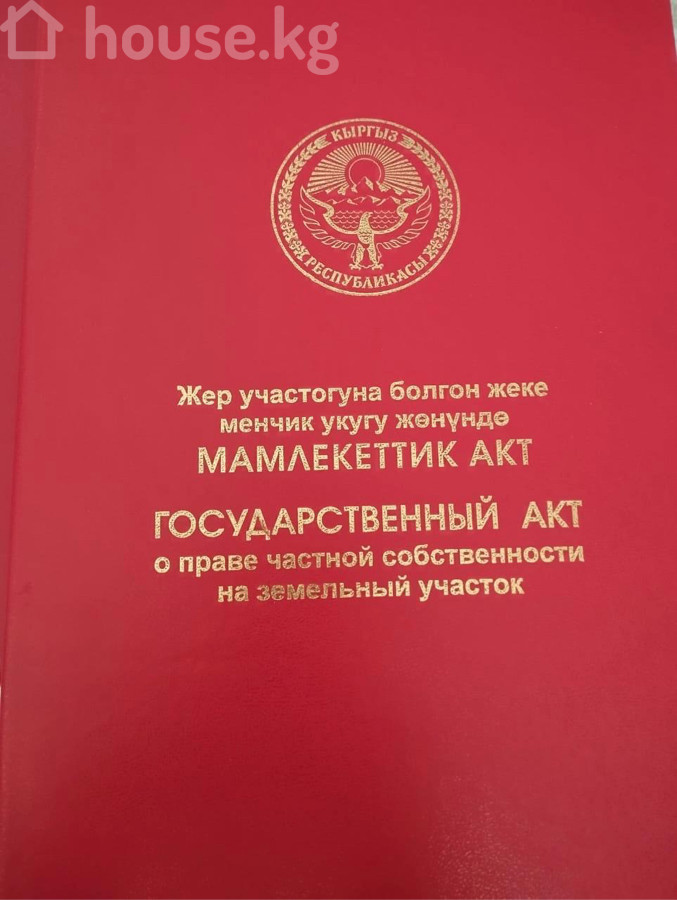 house.kg
КЫРГЫЗ
РЕСПУБЛИКАСЫ
Жер участогуна болгон жеке
менчик укугу жөнүндө
МАМЛЕКЕТТИК АКТ
ГОСУДАРСТВЕННЫЙ АКТ
о праве частной собственности
на земельный участок